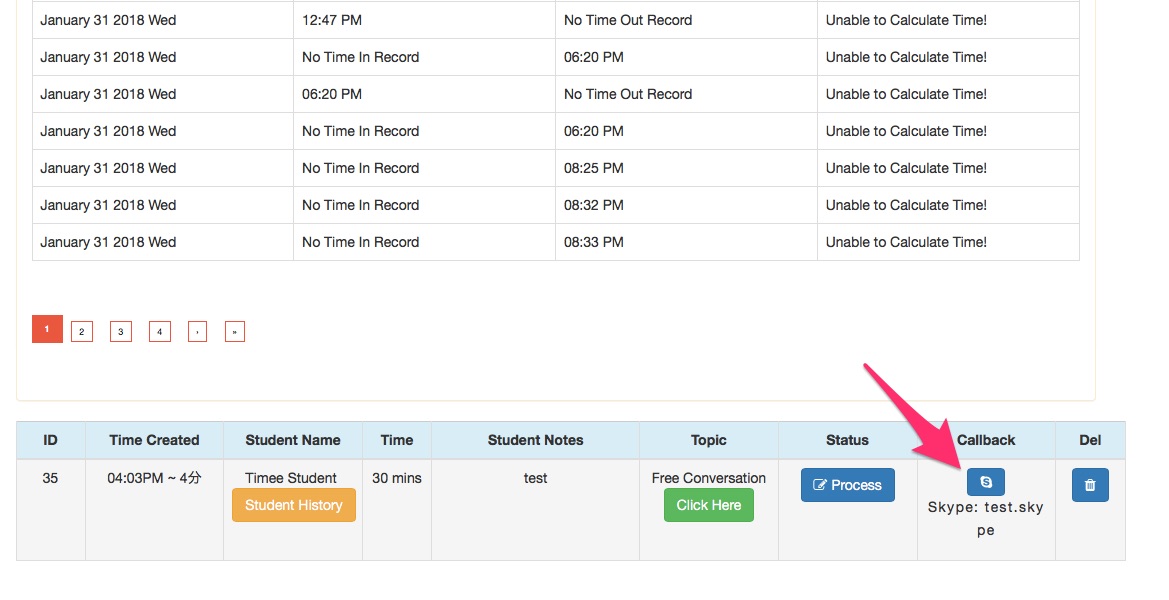 January 31 2018 Wed 12:47 PM No Time Out Record Unable to Calculate Time!
January 31 2018 Wed No Time In Record 06:20 PM Unable to Calculate Time!
January 31 2018 Wed 06:20 PM No Time Out Record Unable to Calculate Time!
January 31 2018 Wed No Time In Record 06:20 PM Unable to Calculate Time!
January 31 2018 Wed No Time In Record 08:25 PM Unable to Calculate Time!
January 31 2018 Wed No Time In Record 08:32 PM Unable to Calculate Time!
January 31 2018 Wed No Time In Record 08:33 PM Unable to Calculate Time!
1 2 3 4 › »
ID Time Created Student Name Time Student Notes Topic Status Callback Del
35 04:03PM ~ 4分 Timee Student 30 mins test Free Conversation Process
Student History Click Here Skype: test.sky
pe